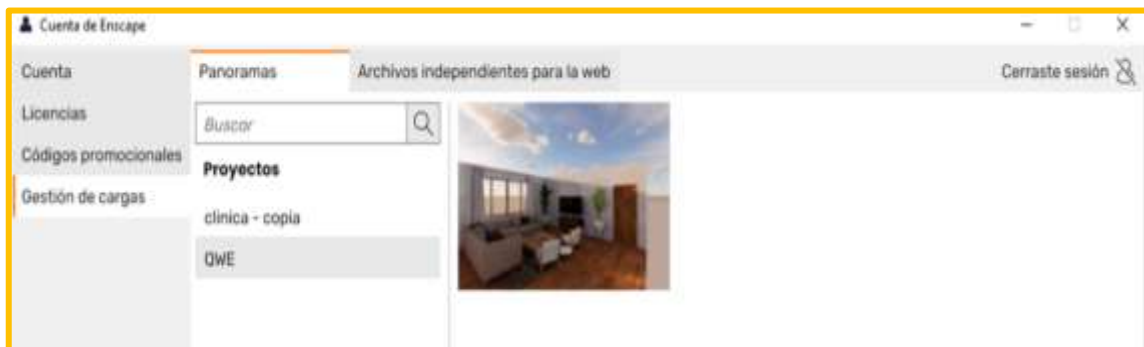 Cuenta de Enscape
Cuenta
Panoramas
Archivos independientes para la web
Cerraste sesión
Licencias
Buscar
Códigos promocionales
Proyectos
Gestión de cargas
clinica - copia
QWE